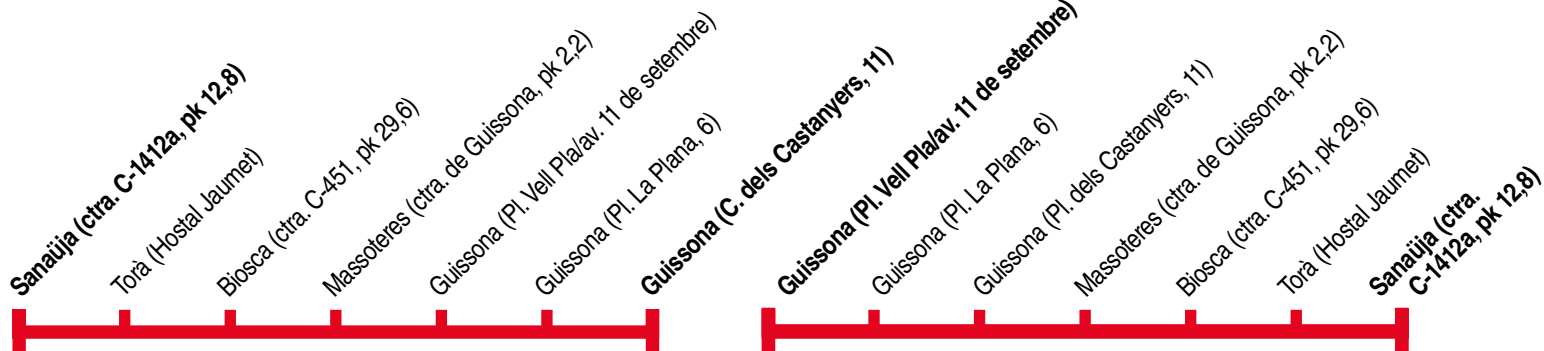 Sanaüja (ctra. C-1412a, pk 12,8)
Torà (Hostal Jaumet)
Biosca (ctra. C-451, pk 29,6)
Massoteres (ctra. de Guissona, pk 2,2)
Guissona (Pl. Vell Pla/av. 11 de setembre)
Guissona (Pl. La Plana, 6)
Guissona (C. dels Castanyers, 11)
Guissona (Pl. Vell Pla/av. 11 de setembre)
Guissona (Pl. La Plana, 6)
Guissona (Pl. dels Castanyers, 11)
Massoteres (ctra. de Guissona, pk 2,2)
Biosca (ctra. C-451, pk 29,6)
Torà (Hostal Jaumet)
Sanaüja (ctra.
C-1412a, pk 12,8)